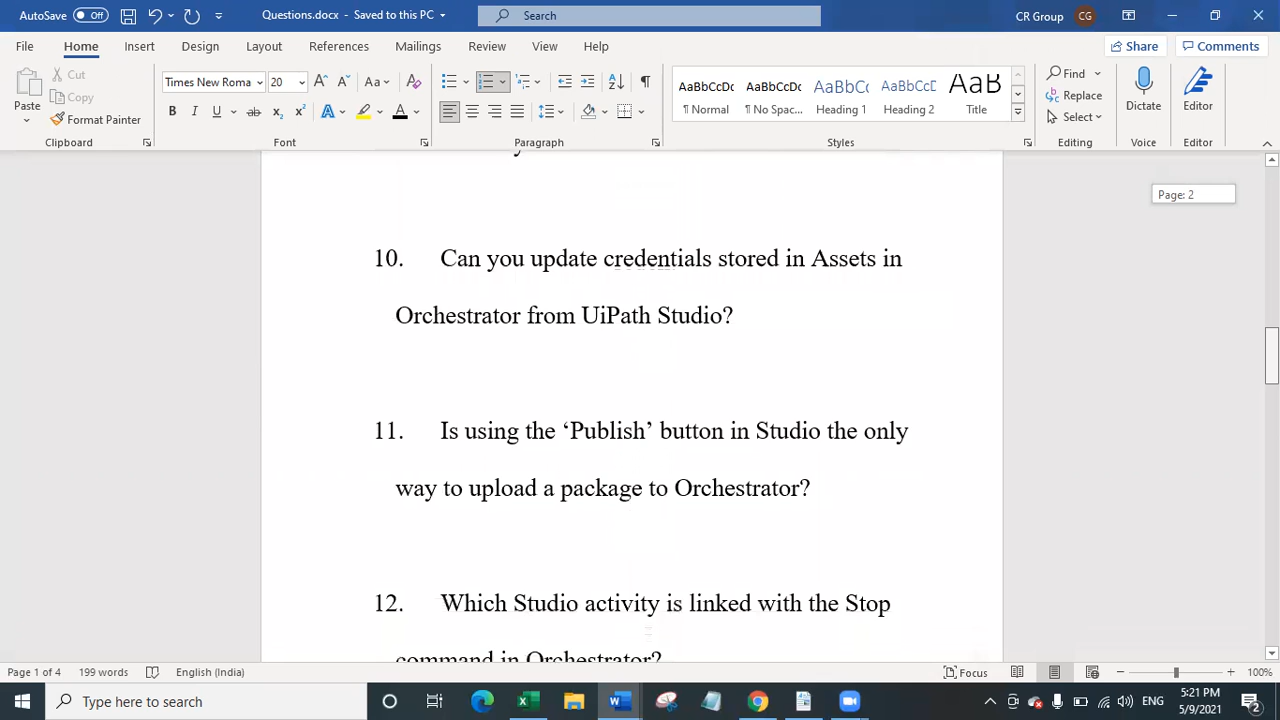 AutoSave Off Questions.docx - Saved to this PC Search CR Group CG
File Home Insert Design Layout References Mailings Review View Help Share Comments
Paste Cut Copy Format Painter
Times New Roma 20
AaBbCcDc AaBbCcDc AaBbCc AaBbCcD AaB
¶ Normal ¶ No Spac... Heading 1 Heading 2 Title
Find Replace Select
Dictate Editor
Clipboard Font Paragraph Styles Editing Voice Editor
Page: 2
10. Can you update credentials stored in Assets in
Orchestrator from UiPath Studio?
11. Is using the ‘Publish’ button in Studio the only
way to upload a package to Orchestrator?
12. Which Studio activity is linked with the Stop
command in Orchestrator?
Page 1 of 4 199 words English (India) Focus 100%
Type here to search ENG 5:21 PM
5/9/2021 2